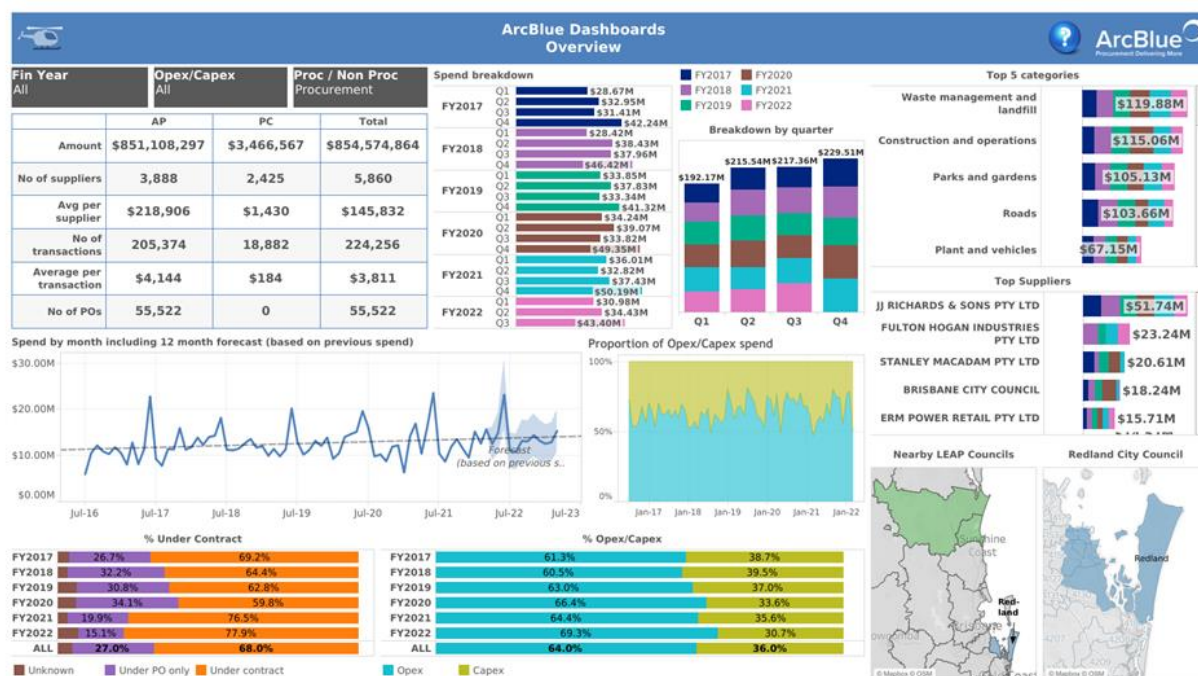 ArcBlue Dashboards
Overview
?
ArcBlue
Procurement Delivering More
Fin Year
All
Opex/Capex
All
Proc / Non Proc
Procurement
AP PC Total
Amount $851,108,297 $3,466,567 $854,574,864
No of suppliers 3,888 2,425 5,860
Avg per
supplier $218,906 $1,430 $145,832
No of
transactions 205,374 18,882 224,256
Average per
transaction $4,144 $184 $3,811
No of POs 55,522 0 55,522
Spend breakdown
FY2017
Q1 $28.67M
Q2 $32.95M
Q3 $31.41M
Q4 $42.24M
FY2018
Q1 $28.42M
Q2 $38.43M
Q3 $37.96M
Q4 $46.42M
FY2019
Q1 $33.85M
Q2 $37.83M
Q3 $33.34M
Q4 $41.32M
FY2020
Q1 $34.24M
Q2 $39.07M
Q3 $33.82M
Q4 $49.35M
FY2021
Q1 $36.01M
Q2 $32.82M
Q3 $37.43M
Q4 $50.19M
FY2022
Q1 $30.98M
Q2 $34.43M
Q3 $43.40M
FY2017 FY2020
FY2018 FY2021
FY2019 FY2022
Breakdown by quarter
$192.17M $215.54M $217.36M $229.51M
Q1 Q2 Q3 Q4
Top 5 categories
Waste management and
landfill $119.88M
Construction and operations $115.06M
Parks and gardens $105.13M
Roads $103.66M
Plant and vehicles $67.15M
Top Suppliers
JJ RICHARDS & SONS PTY LTD $51.74M
FULTON HOGAN INDUSTRIES
PTY LTD $23.24M
STANLEY MACADAM PTY LTD $20.61M
BRISBANE CITY COUNCIL $18.24M
ERM POWER RETAIL PTY LTD $15.71M
Spend by month including 12 month forecast (based on previous spend)
$30.00M
$20.00M
$10.00M
$0.00M
Forecast
(based on previous s..
Jul-16 Jul-17 Jul-18 Jul-19 Jul-20 Jul-21 Jul-22 Jul-23
Proportion of Opex/Capex spend
100%
50%
0%
Jan-17 Jan-18 Jan-19 Jan-20 Jan-21 Jan-22
% Under Contract
FY2017 26.7% 69.2%
FY2018 32.2% 64.4%
FY2019 30.8% 62.8%
FY2020 34.1% 59.8%
FY2021 19.9% 76.5%
FY2022 15.1% 77.9%
ALL 27.0% 68.0%
Unknown Under PO only Under contract
% Opex/Capex
FY2017 61.3% 38.7%
FY2018 60.5% 39.5%
FY2019 63.0% 37.0%
FY2020 66.4% 33.6%
FY2021 64.4% 35.6%
FY2022 69.3% 30.7%
ALL 64.0% 36.0%
Opex Capex
Nearby LEAP Councils
Sunshine
Coast
Red-
land
Brisbane
© Mapbox © OSM
Redland City Council
Redland
4209
© Mapbox © OSM